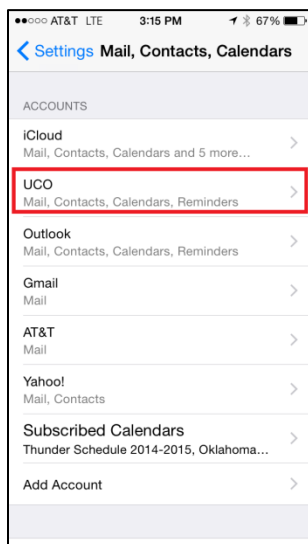 ●●○○○ AT&T LTE 3:15 PM 67%
Settings Mail, Contacts, Calendars
ACCOUNTS
iCloud
Mail, Contacts, Calendars and 5 more...
UCO
Mail, Contacts, Calendars, Reminders
Outlook
Mail, Contacts, Calendars, Reminders
Gmail
Mail
AT&T
Mail
Yahoo!
Mail, Contacts
Subscribed Calendars
Thunder Schedule 2014-2015, Oklahoma...
Add Account